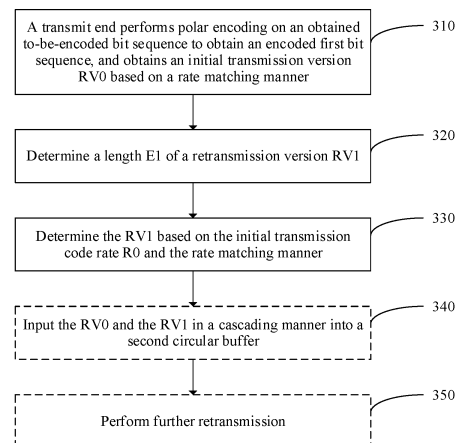 A transmit end performs polar encoding on an obtained
to-be-encoded bit sequence to obtain an encoded first bit
sequence, and obtains an initial transmission version
RV0 based on a rate matching manner
310
Determine a length E1 of a retransmission version RV1
320
Determine the RV1 based on the initial transmission
code rate R0 and the rate matching manner
330
Input the RV0 and the RV1 in a cascading manner into a
second circular buffer
340
Perform further retransmission
350